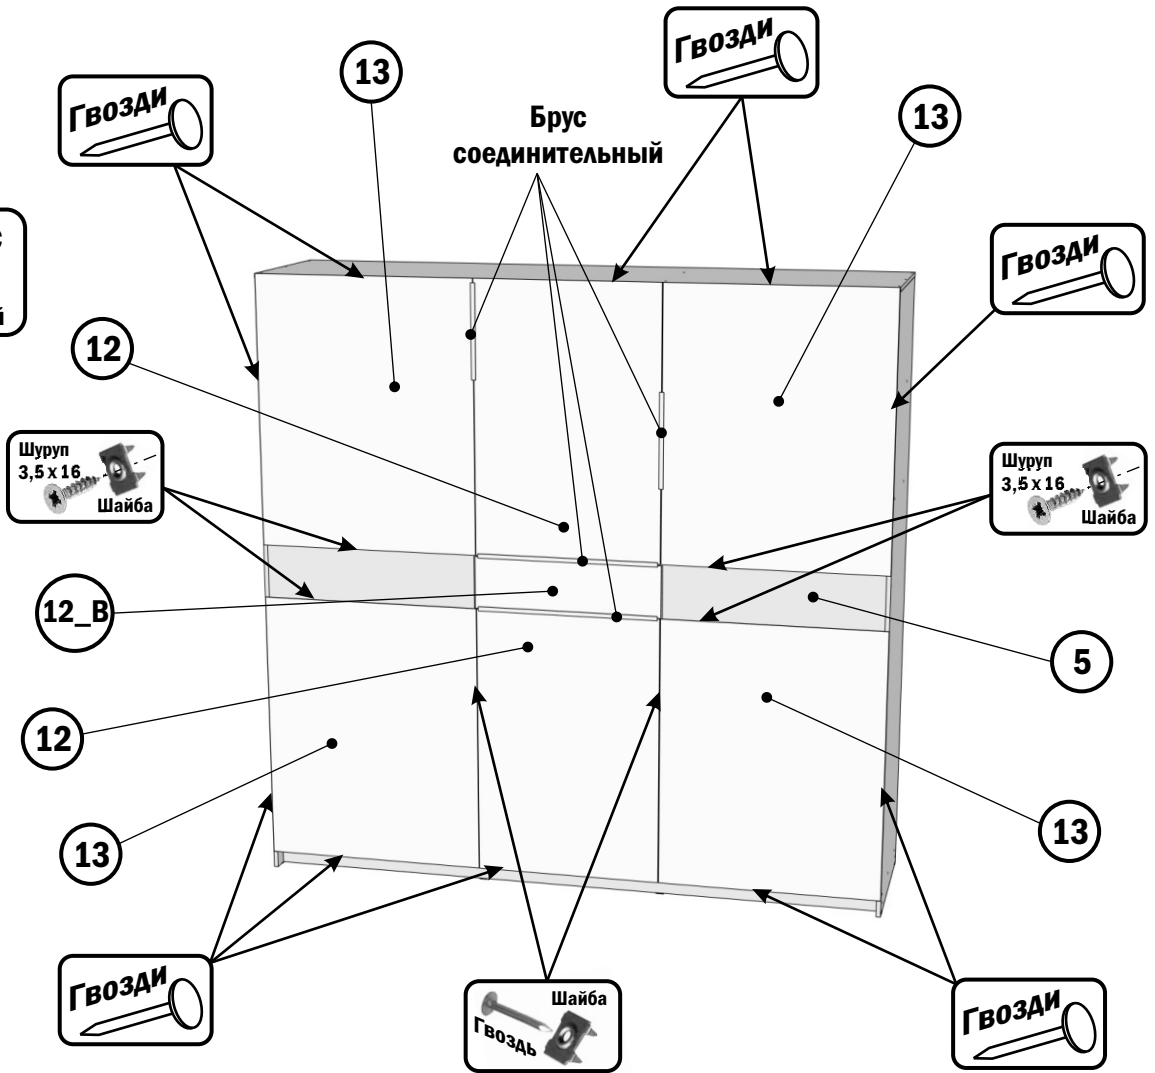 Гвозди
13
Брус
соединительный
Гвозди
13
Гвозди
12
Шуруп
3,5 x 16
Шайба
Шуруп
3,5 x 16
Шайба
12_В
5
12
13
13
Гвозди
Шайба
Гвоздь
Гвозди